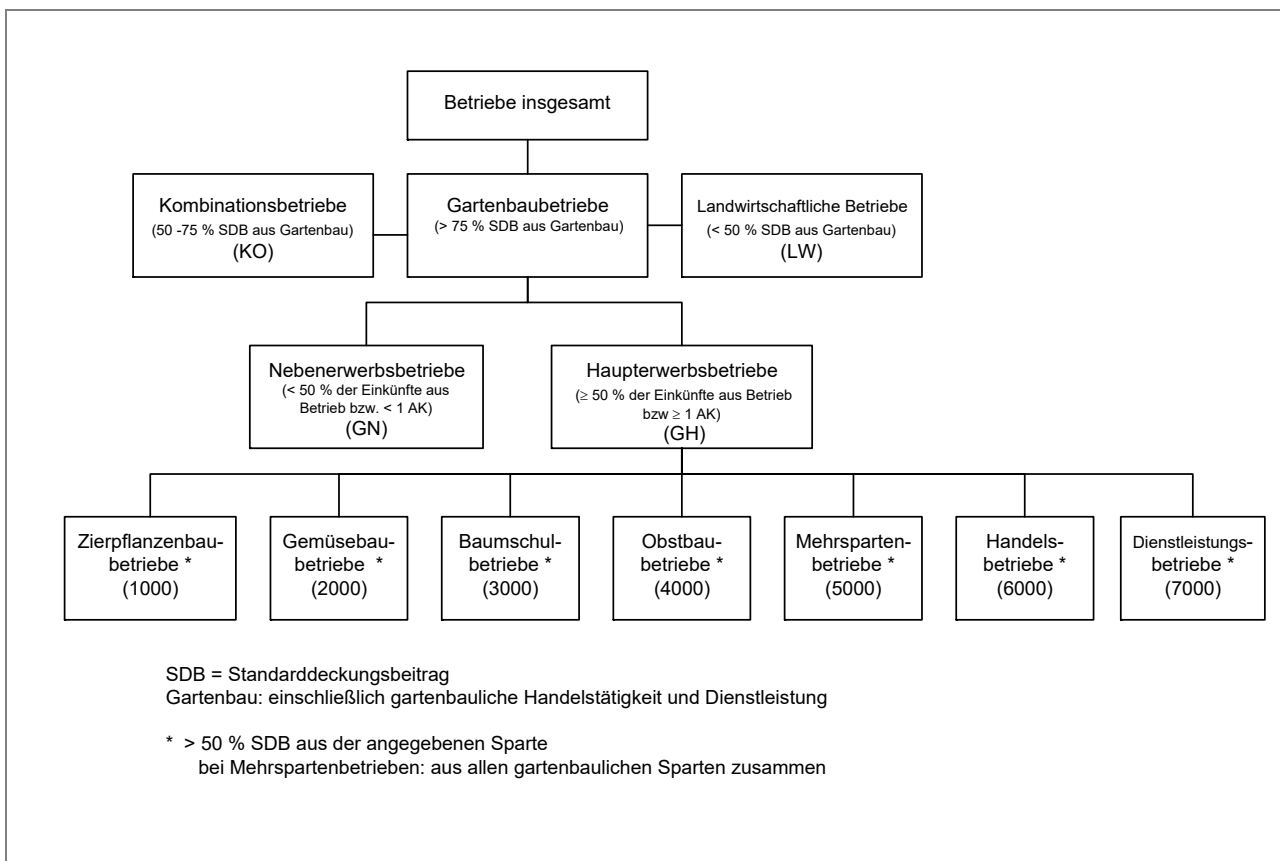 Betriebe insgesamt
Kombinationsbetriebe
(50 -75 % SDB aus Gartenbau)
(KO)
Gartenbaubetriebe
(> 75 % SDB aus Gartenbau)
Landwirtschaftliche Betriebe
(< 50 % SDB aus Gartenbau)
(LW)
Nebenerwerbsbetriebe
(< 50 % der Einkünfte aus
Betrieb bzw. < 1 AK)
(GN)
Haupterwerbsbetriebe
(≥ 50 % der Einkünfte aus Betrieb
bzw ≥ 1 AK)
(GH)
Zierpflanzenbau-
betriebe *
(1000)
Gemüsebau-
betriebe *
(2000)
Baumschul-
betriebe *
(3000)
Obstbau-
betriebe *
(4000)
Mehrsparten-
betriebe *
(5000)
Handels-
betriebe *
(6000)
Dienstleistungs-
betriebe *
(7000)
SDB = Standarddeckungsbeitrag
Gartenbau: einschließlich gartenbauliche Handelstätigkeit und Dienstleistung
* > 50 % SDB aus der angegebenen Sparte
bei Mehrspartenbetrieben: aus allen gartenbaulichen Sparten zusammen